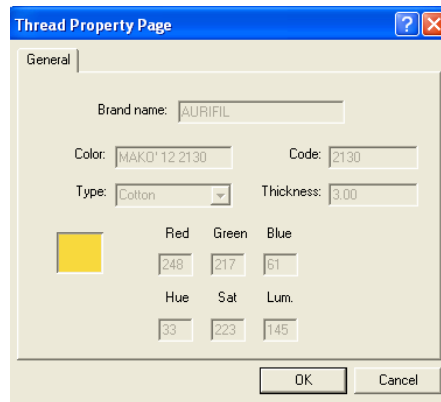 Thread Property Page
General
Brand name: AURIFIL
Color: MAKO' 12 2130 Code: 2130
Type: Cotton Thickness: 3.00
Red Green Blue
248 217 61
Hue Sat Lum.
33 223 145
OK Cancel